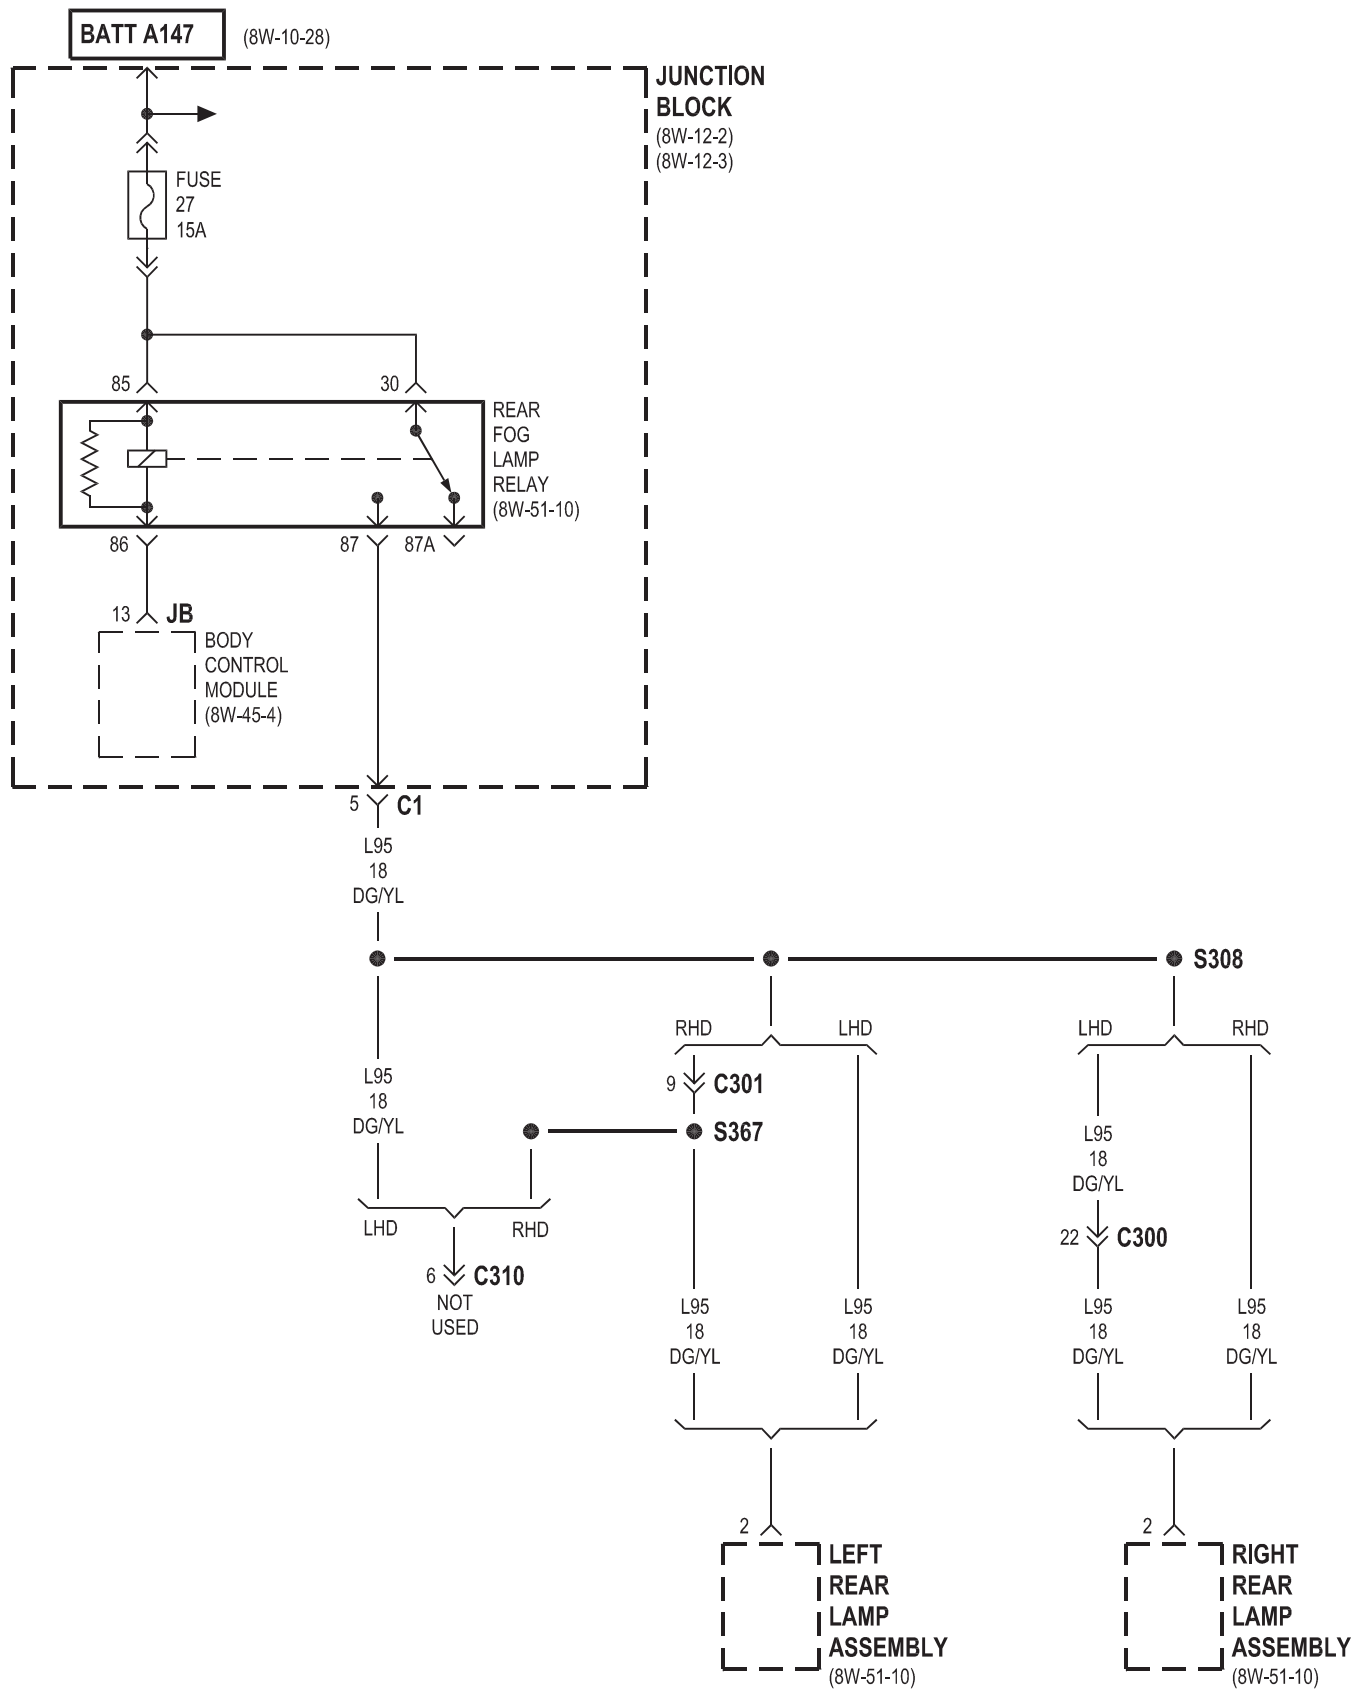 BATT A147 (8W-10-28)
JUNCTION
BLOCK
(8W-12-2)
(8W-12-3)
FUSE
27
15A
85
30
REAR
FOG
LAMP
RELAY
(8W-51-10)
86
87
87A
13 JB
BODY
CONTROL
MODULE
(8W-45-4)
5 C1
L95
18
DG/YL
S308
RHD
LHD
LHD
RHD
9 C301
L95
18
DG/YL
S367
L95
18
DG/YL
LHD
RHD
22 C300
6 C310
NOT
USED
L95
18
DG/YL
L95
18
DG/YL
L95
18
DG/YL
L95
18
DG/YL
2
LEFT
REAR
LAMP
ASSEMBLY
(8W-51-10)
2
RIGHT
REAR
LAMP
ASSEMBLY
(8W-51-10)